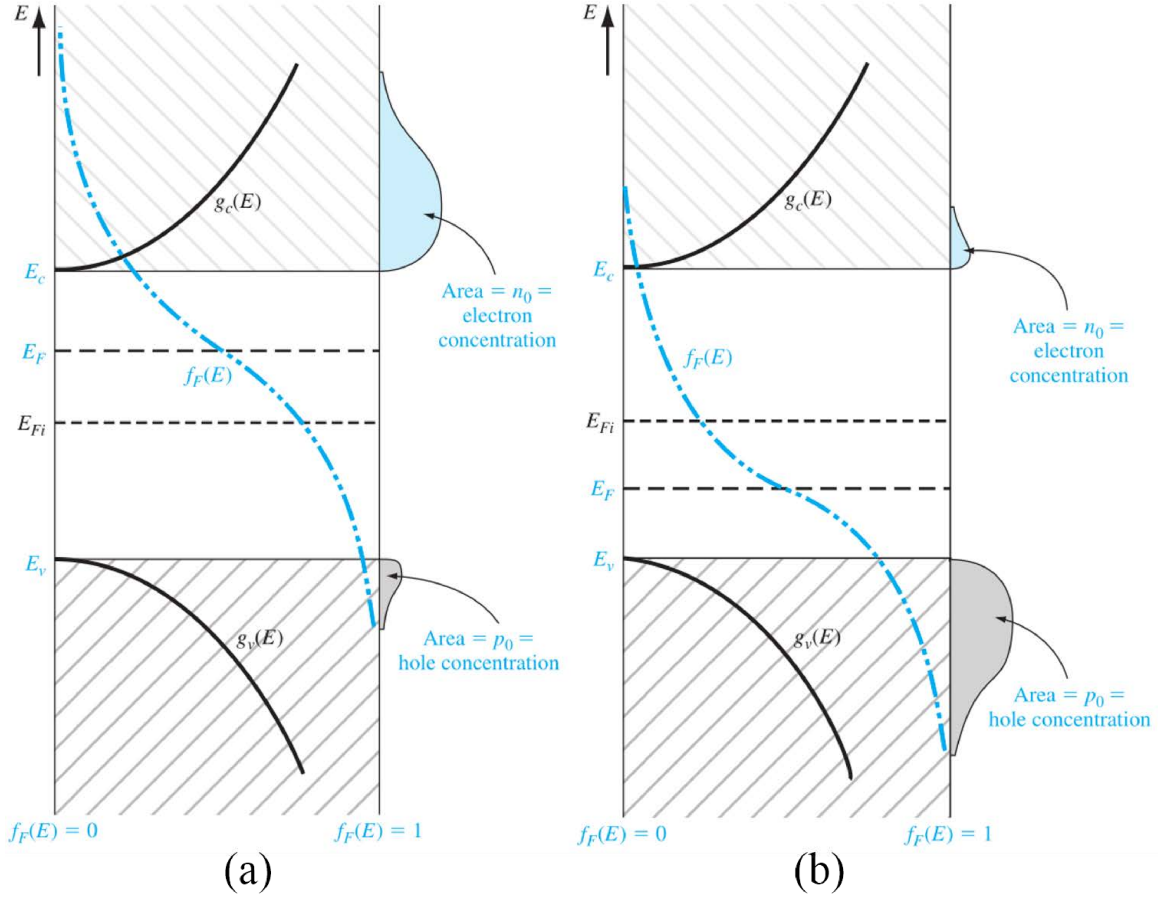 E
g_c(E)
E_c
Area = n_0 =
electron
concentration
E_F
f_F(E)
E_Fi
E_v
g_v(E)
Area = p_0 =
hole concentration
f_F(E) = 0
f_F(E) = 1
(a)
E
g_c(E)
E_c
Area = n_0 =
electron
concentration
f_F(E)
E_Fi
E_F
E_v
g_v(E)
Area = p_0 =
hole concentration
f_F(E) = 0
f_F(E) = 1
(b)